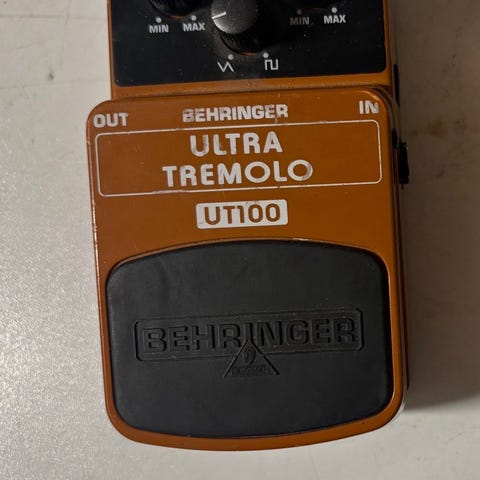 MIN MAX MIN MAX
OUT BEHRINGER IN
ULTRA
TREMOLO
UT100
BEHRINGER